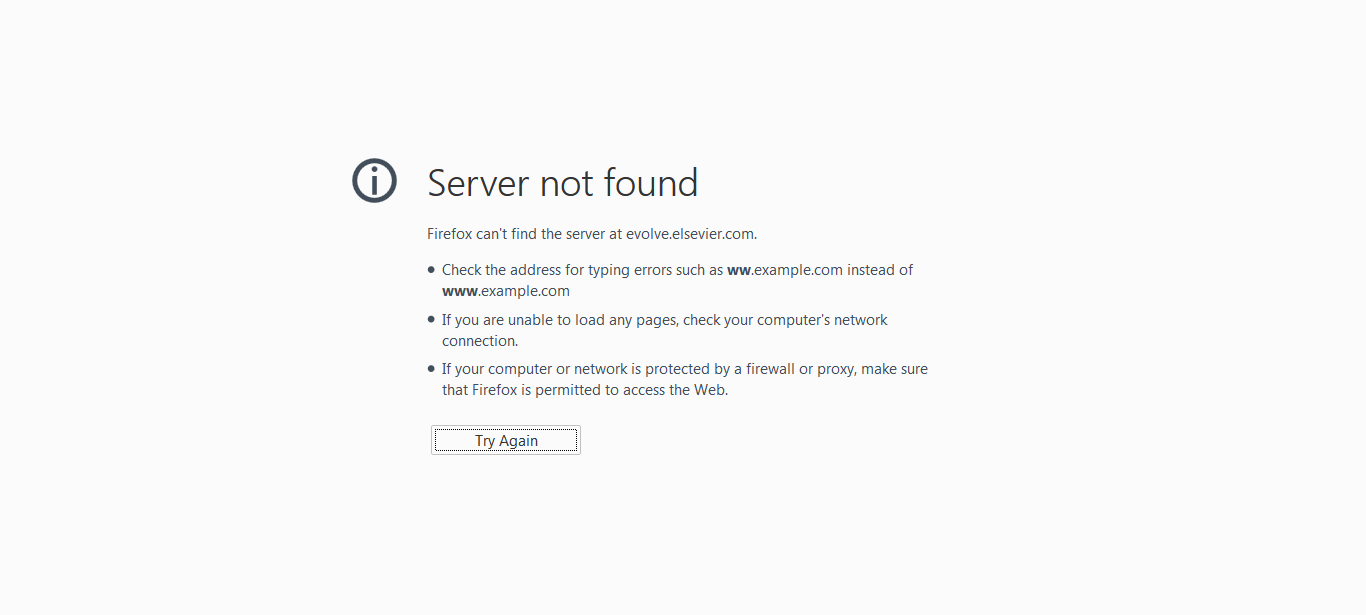 Server not found
Firefox can't find the server at evolve.elsevier.com.
Check the address for typing errors such as ww.example.com instead of
www.example.com
If you are unable to load any pages, check your computer's network
connection.
If your computer or network is protected by a firewall or proxy, make sure
that Firefox is permitted to access the Web.
Try Again